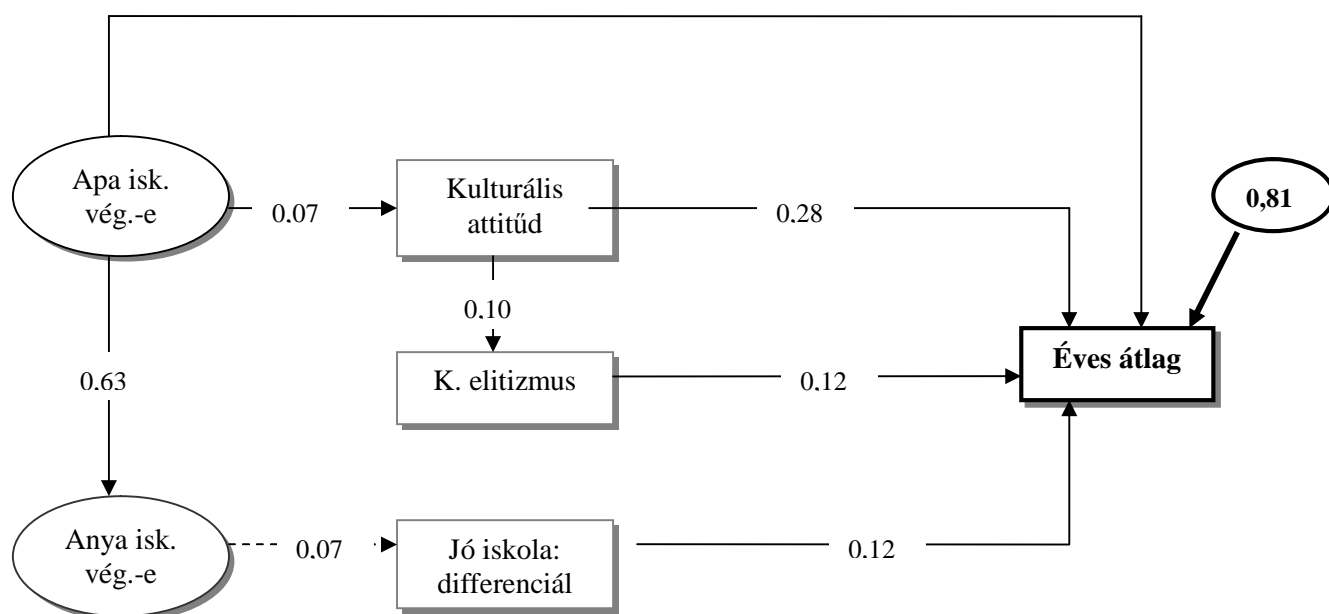 Apa isk.
vég.-e
0,07
Kulturális
attitűd
0,28
0,81
0,10
Éves átlag
0,63
K. elitizmus
0,12
Anya isk.
vég.-e
0,07
Jó iskola:
differenciál
0,12